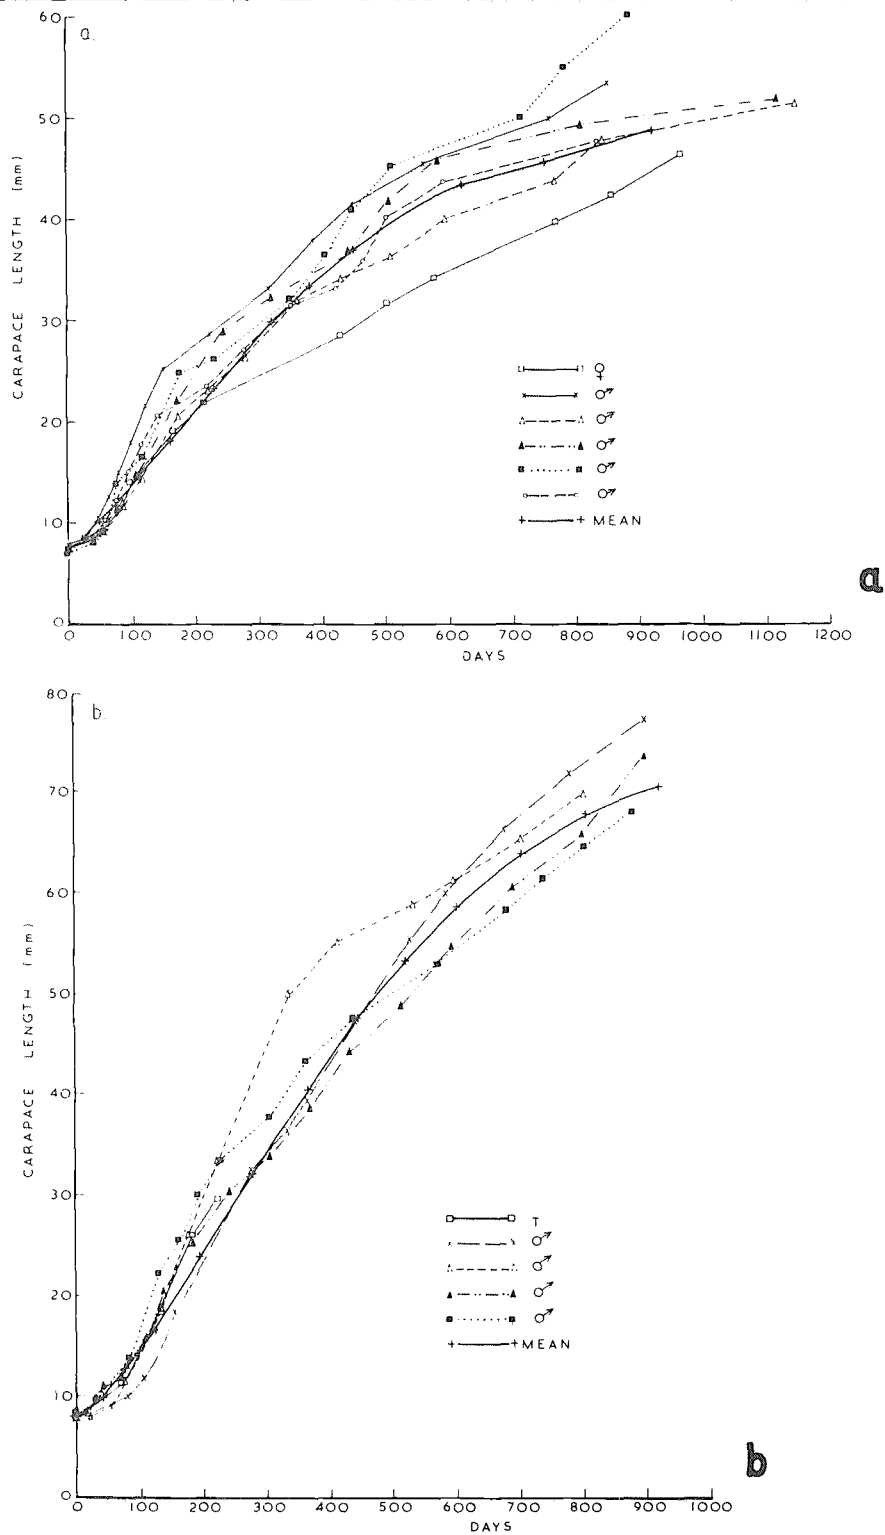 a.
60
50
40
30
20
10
0
CARAPACE LENGTH (mm)
♀
♂
♂
♂
♂
♂
MEAN
0 100 200 300 400 500 600 700 800 900 1000 1100 1200
DAYS
a
b.
80
70
60
50
40
30
20
10
0
CARAPACE LENGTH (mm)
T
♂
♂
♂
♂
MEAN
0 100 200 300 400 500 600 700 800 900 1000
DAYS
b